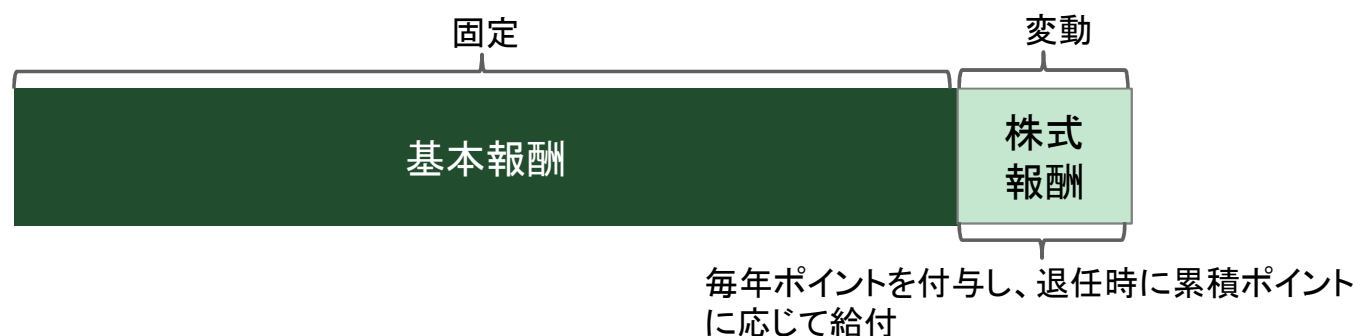 固定
変動
基本報酬
株式
報酬
毎年ポイントを付与し、退任時に累積ポイント
に応じて給付